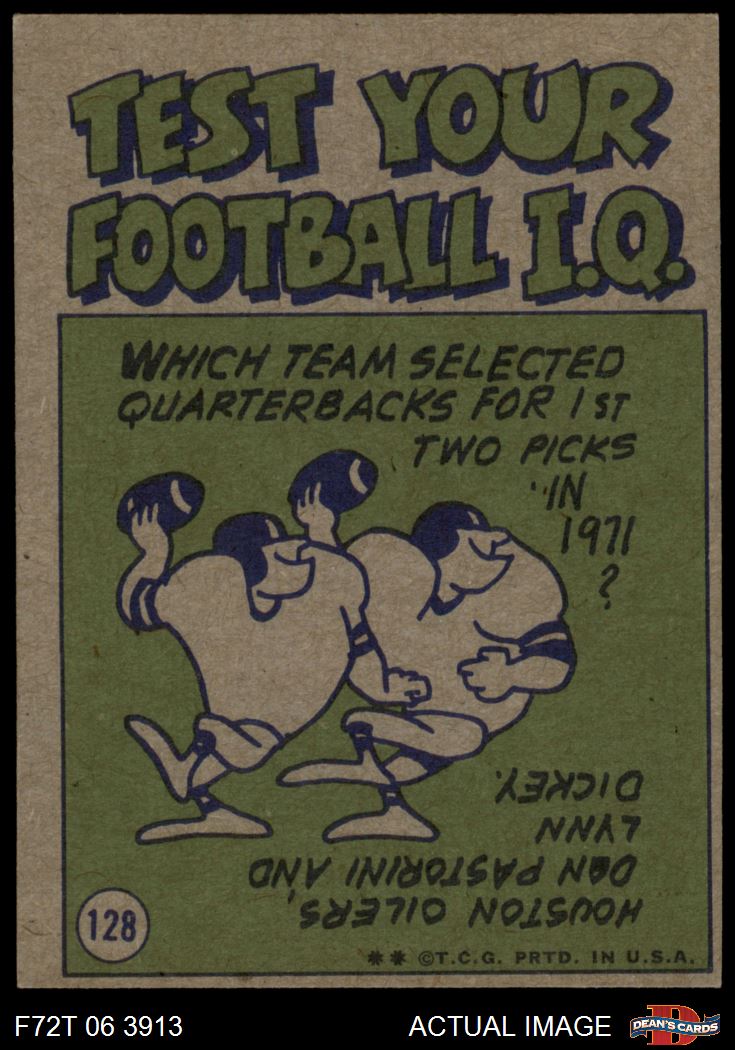 TEST YOUR
FOOTBALL I.Q.
WHICH TEAM SELECTED
QUARTERBACKS FOR 1ST
TWO PICKS
IN
1971
?
HOUSTON OILERS,
DAN PASTORINI AND
LYNN
DICKEY.
128
** ©T.C.G. PRTD. IN U.S.A.
F72T 06 3913
ACTUAL IMAGE
D
DEAN'S CARDS